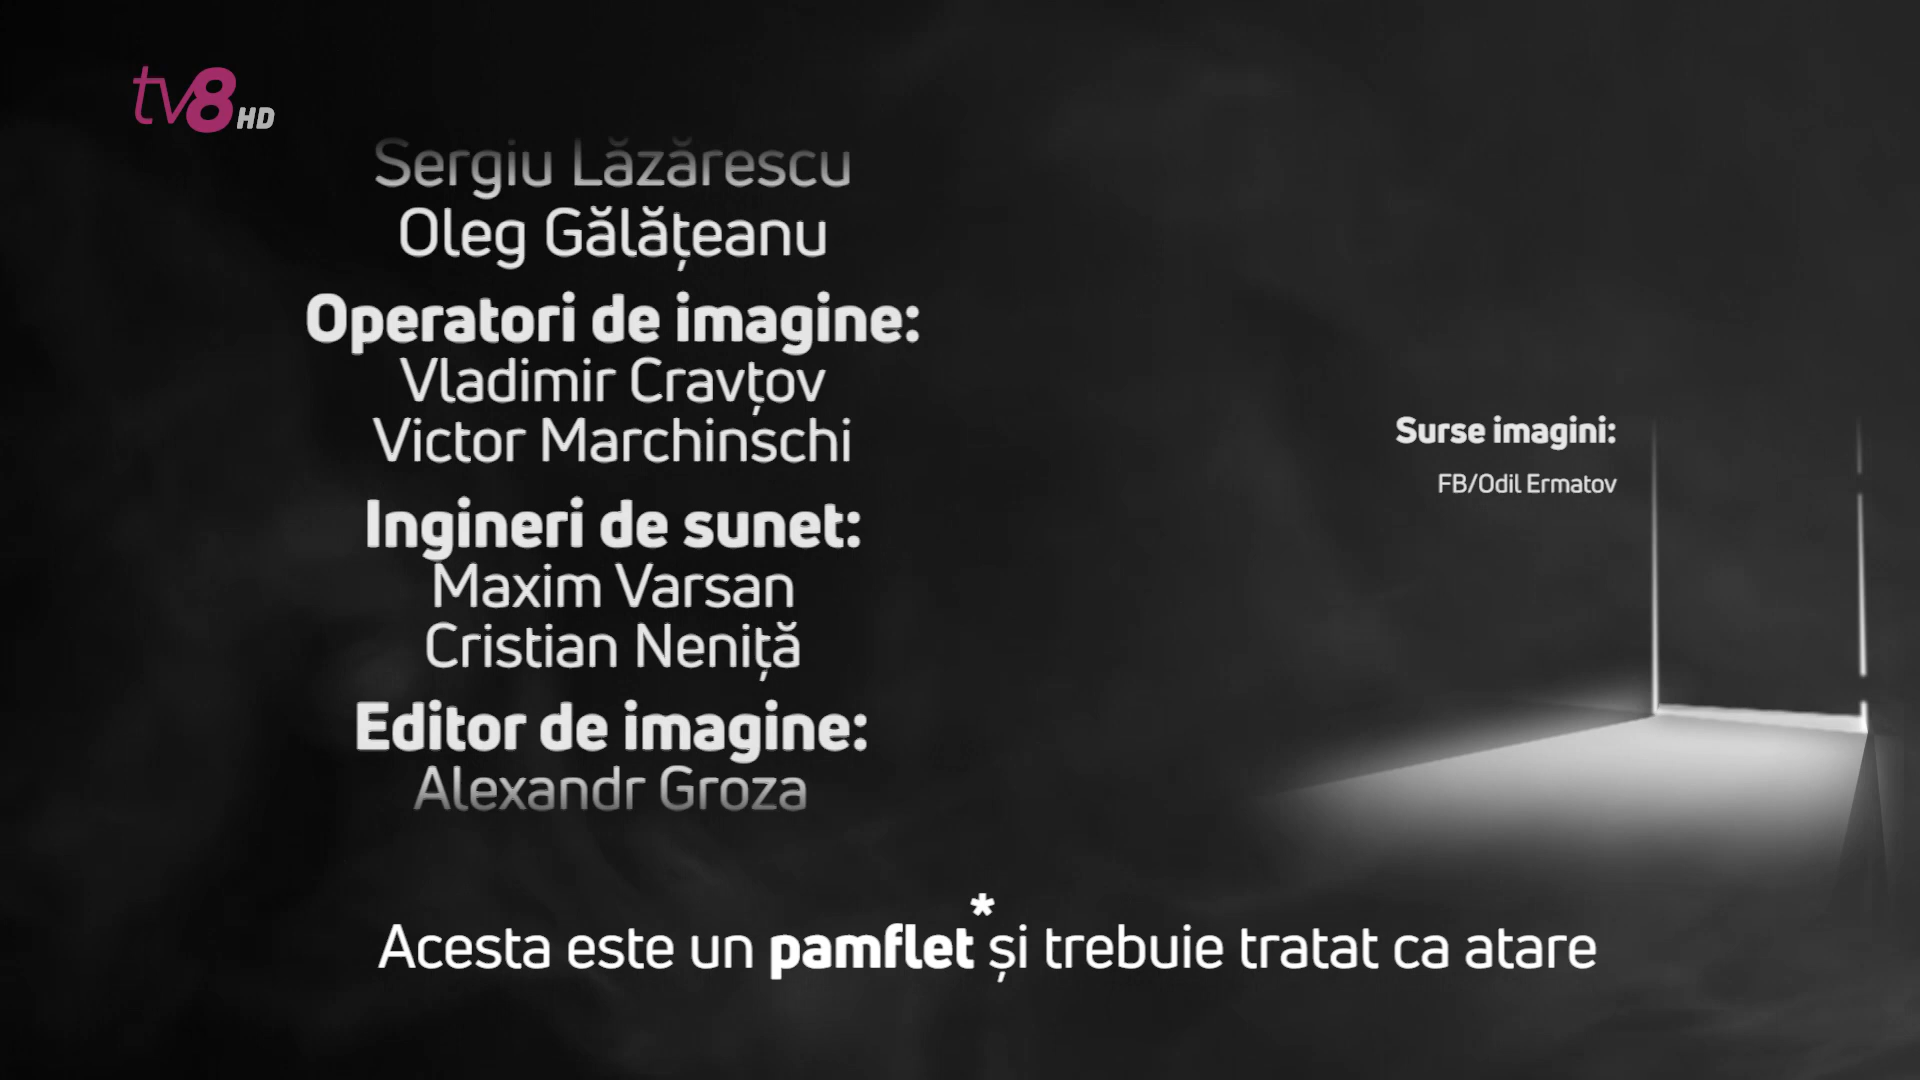 tv8 HD
Sergiu Lăzărescu
Oleg Gălățeanu
Operatori de imagine:
Vladimir Cravțov
Victor Marchinschi
Ingineri de sunet:
Maxim Varsan
Cristian Neniță
Editor de imagine:
Alexandr Groza
Surse imagini:
FB/Odil Ermatov
Acesta este un pamflet* și trebuie tratat ca atare